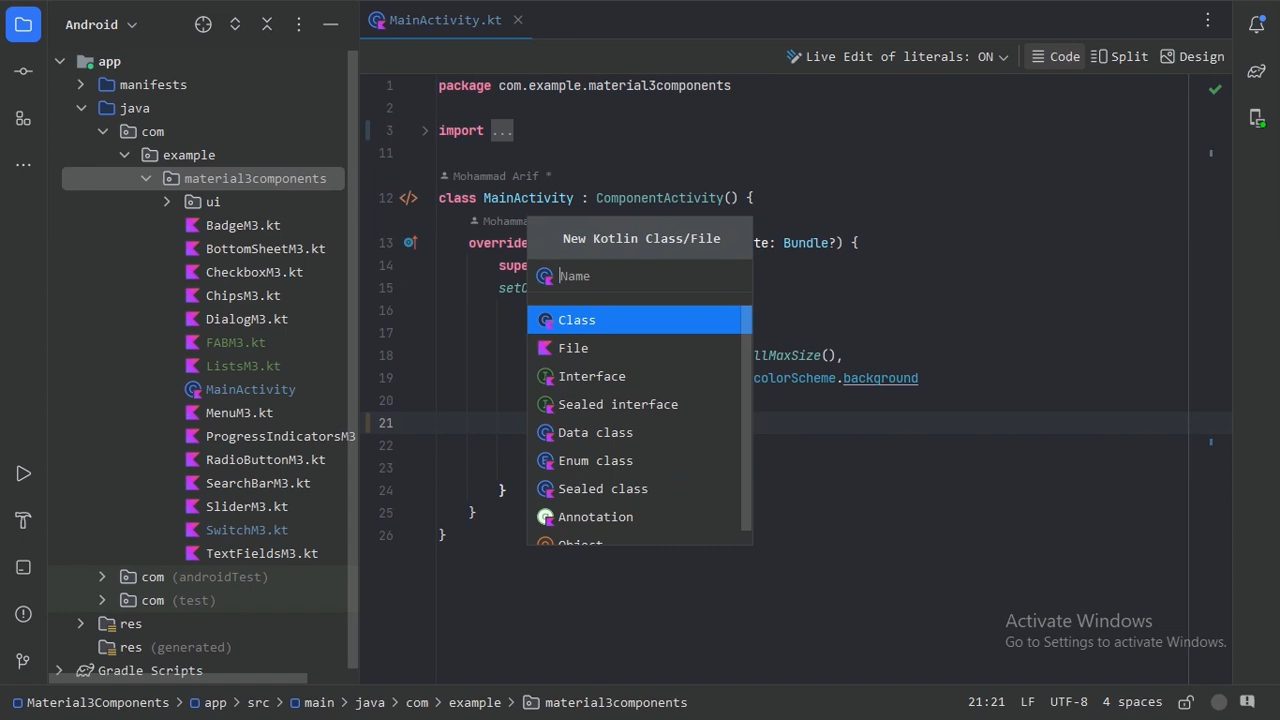 Android
MainActivity.kt
Live Edit of literals: ON
Code
Split
Design
app
manifests
java
com
example
material3components
ui
BadgeM3.kt
BottomSheetM3.kt
CheckboxM3.kt
ChipsM3.kt
DialogM3.kt
FABM3.kt
ListsM3.kt
MainActivity
MenuM3.kt
ProgressIndicatorsM3
RadioButtonM3.kt
SearchBarM3.kt
SliderM3.kt
SwitchM3.kt
TextFieldsM3.kt
com (androidTest)
com (test)
res
res (generated)
Gradle Scripts
1 package com.example.material3components
2
3 import ...
11
Mohammad Arif *
12 class MainActivity : ComponentActivity() {
Mohamma
13 override te: Bundle?) {
14 supe
15 setC
16
17
18 llMaxSize(),
19 colorScheme.background
20
21
22
23
24 }
25 }
26 }
New Kotlin Class/File
Name
Class
File
Interface
Sealed interface
Data class
Enum class
Sealed class
Annotation
Object
Activate Windows
Go to Settings to activate Windows.
Material3Components > app > src > main > java > com > example > material3components
21:21 LF UTF-8 4 spaces